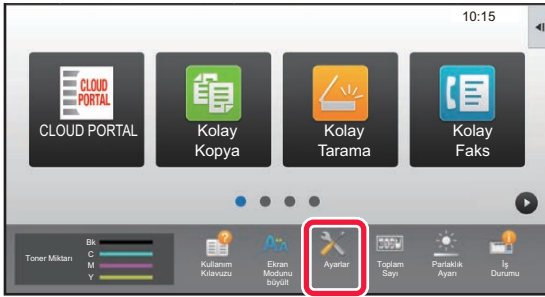 10:15
CLOUD
PORTAL
CLOUD PORTAL
Kolay
Kopya
Kolay
Tarama
Kolay
Faks
Toner Miktarı
Bk
C
M
Y
Kullanım
Kılavuzu
Ekran
Modunu
büyült
Ayarlar
Toplam
Sayı
Parlaklık
Ayarı
İş
Durumu